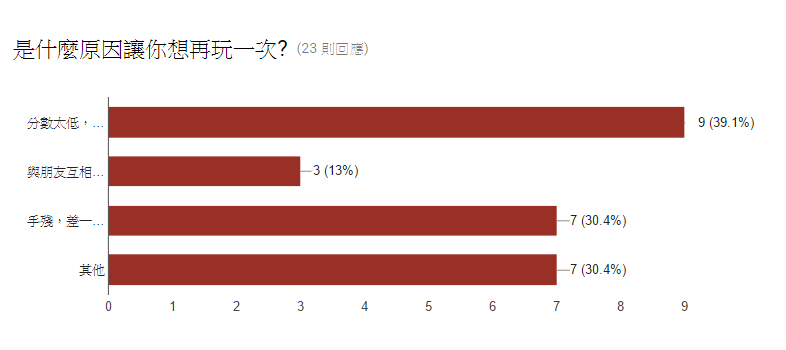 是什麼原因讓你想再玩一次? (23 則回應)
分數太低，...
9 (39.1%)
與朋友互相...
3 (13%)
手殘，差一...
7 (30.4%)
其他
7 (30.4%)
0 1 2 3 4 5 6 7 8 9